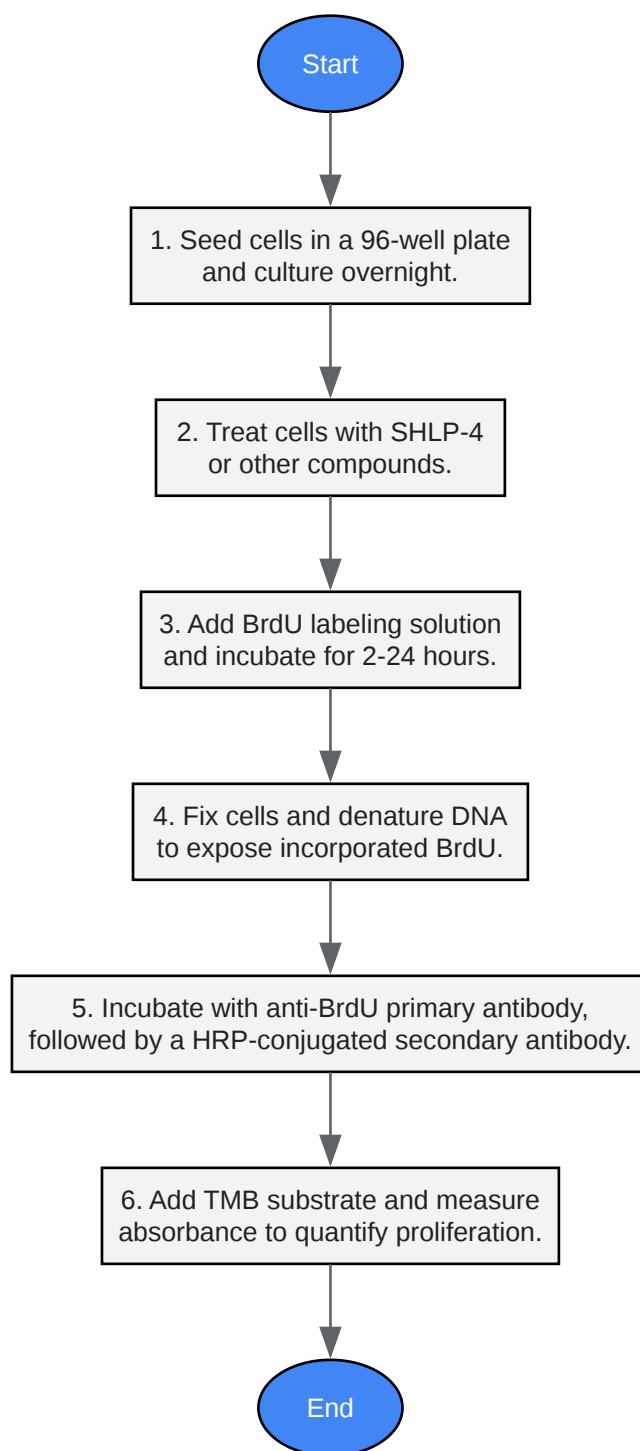 Start
1. Seed cells in a 96-well plate
and culture overnight.
2. Treat cells with SHLP-4
or other compounds.
3. Add BrdU labeling solution
and incubate for 2-24 hours.
4. Fix cells and denature DNA
to expose incorporated BrdU.
5. Incubate with anti-BrdU primary antibody,
followed by a HRP-conjugated secondary antibody.
6. Add TMB substrate and measure
absorbance to quantify proliferation.
End